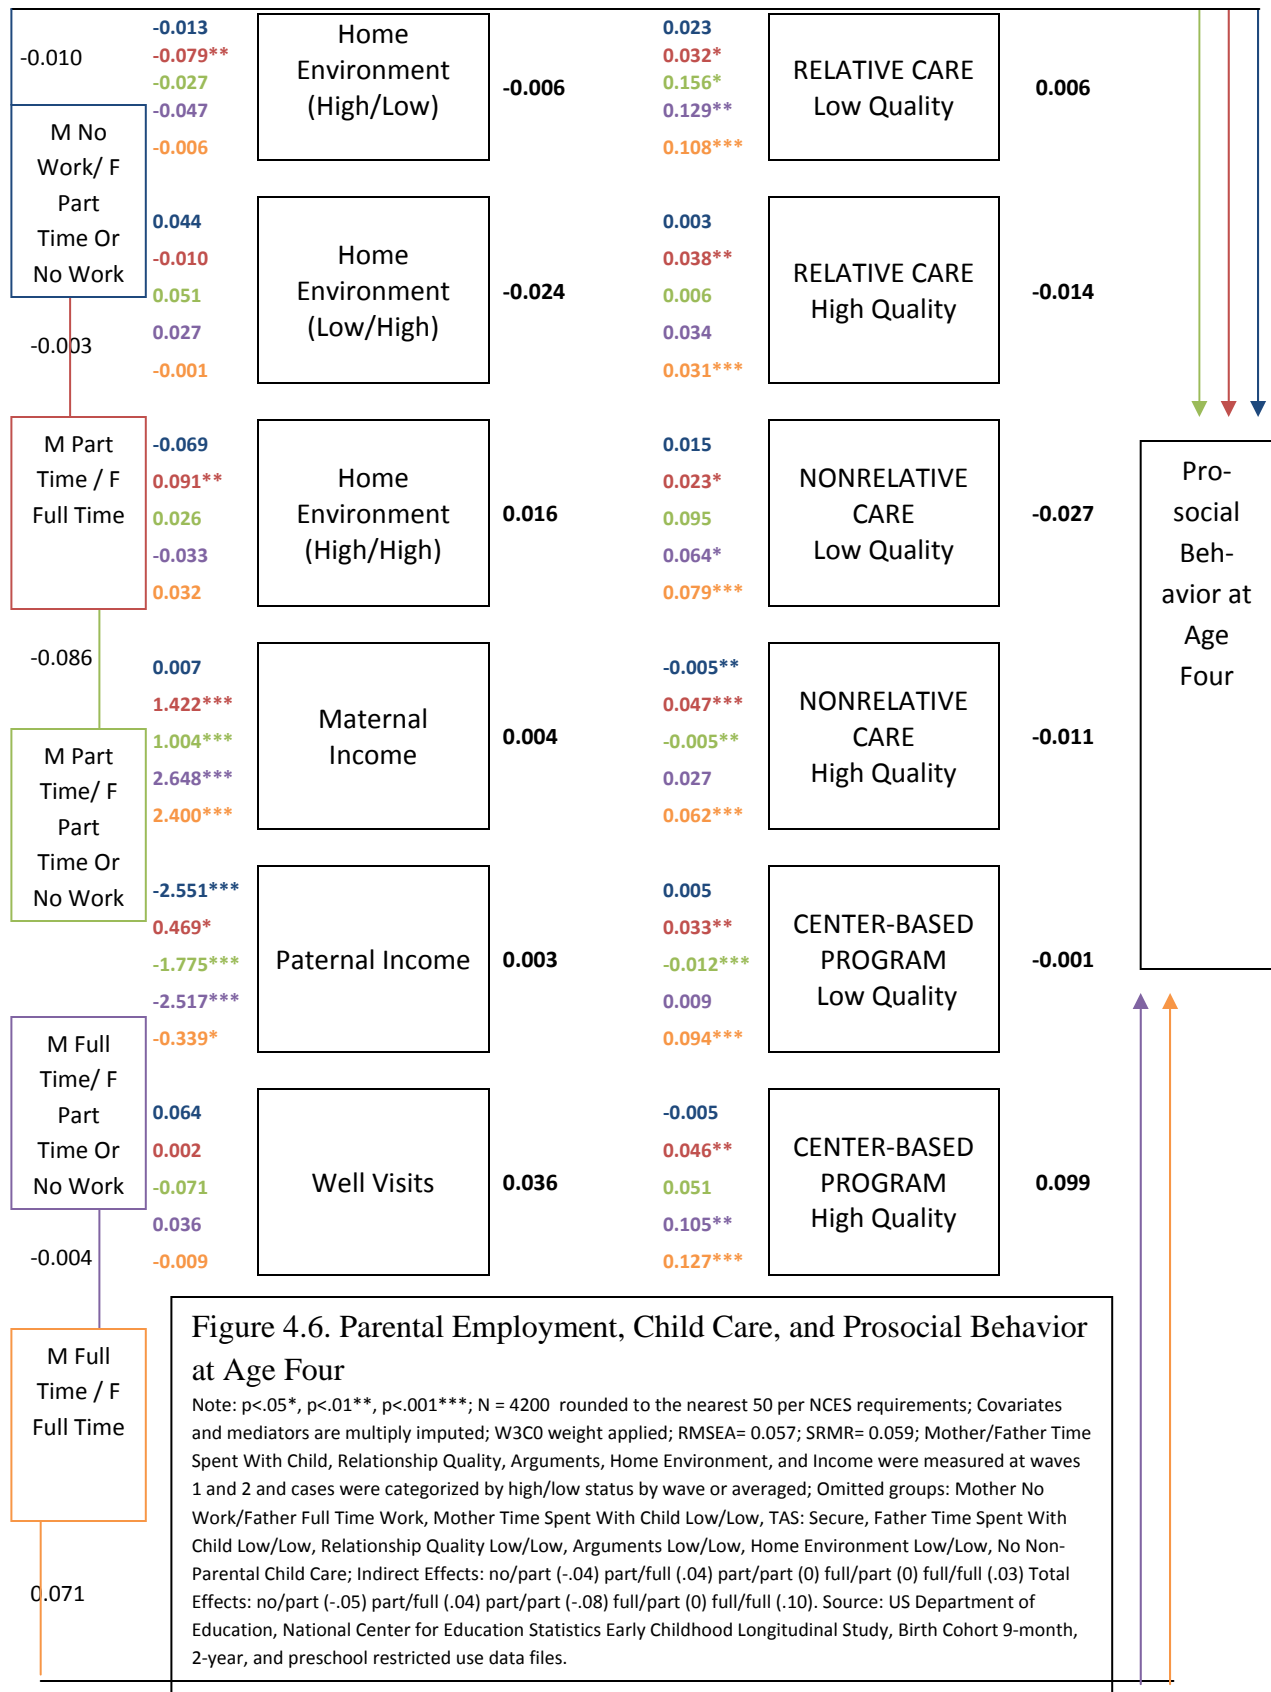 -0.010
M No
Work/ F
Part
Time Or
No Work
-0.003
M Part
Time / F
Full Time
-0.086
M Part
Time/ F
Part
Time Or
No Work
M Full
Time/ F
Part
Time Or
No Work
-0.004
M Full
Time / F
Full Time
0.071
-0.013
-0.079**
-0.027
-0.047
-0.006
Home
Environment
(High/Low)
-0.006
0.023
0.032*
0.156*
0.129**
0.108***
RELATIVE CARE
Low Quality
0.006
0.044
-0.010
0.051
0.027
-0.001
Home
Environment
(Low/High)
-0.024
0.003
0.038**
0.006
0.034
0.031***
RELATIVE CARE
High Quality
-0.014
-0.069
0.091**
0.026
-0.033
0.032
Home
Environment
(High/High)
0.016
0.015
0.023*
0.095
0.064*
0.079***
NONRELATIVE
CARE
Low Quality
-0.027
0.007
1.422***
1.004***
2.648***
2.400***
Maternal
Income
0.004
-0.005**
0.047***
-0.005**
0.027
0.062***
NONRELATIVE
CARE
High Quality
-0.011
-2.551***
0.469*
-1.775***
-2.517***
-0.339*
Paternal Income
0.003
0.005
0.033**
-0.012***
0.009
0.094***
CENTER-BASED
PROGRAM
Low Quality
-0.001
0.064
0.002
-0.071
0.036
-0.009
Well Visits
0.036
-0.005
0.046**
0.051
0.105**
0.127***
CENTER-BASED
PROGRAM
High Quality
0.099
Pro-
social
Beh-
avior at
Age
Four
Figure 4.6. Parental Employment, Child Care, and Prosocial Behavior
at Age Four
Note: p<.05*, p<.01**, p<.001***; N = 4200 rounded to the nearest 50 per NCES requirements; Covariates
and mediators are multiply imputed; W3C0 weight applied; RMSEA= 0.057; SRMR= 0.059; Mother/Father Time
Spent With Child, Relationship Quality, Arguments, Home Environment, and Income were measured at waves
1 and 2 and cases were categorized by high/low status by wave or averaged; Omitted groups: Mother No
Work/Father Full Time Work, Mother Time Spent With Child Low/Low, TAS: Secure, Father Time Spent With
Child Low/Low, Relationship Quality Low/Low, Arguments Low/Low, Home Environment Low/Low, No Non-
Parental Child Care; Indirect Effects: no/part (-.04) part/full (.04) part/part (0) full/part (0) full/full (.03) Total
Effects: no/part (-.05) part/full (.04) part/part (-.08) full/part (0) full/full (.10). Source: US Department of
Education, National Center for Education Statistics Early Childhood Longitudinal Study, Birth Cohort 9-month,
2-year, and preschool restricted use data files.